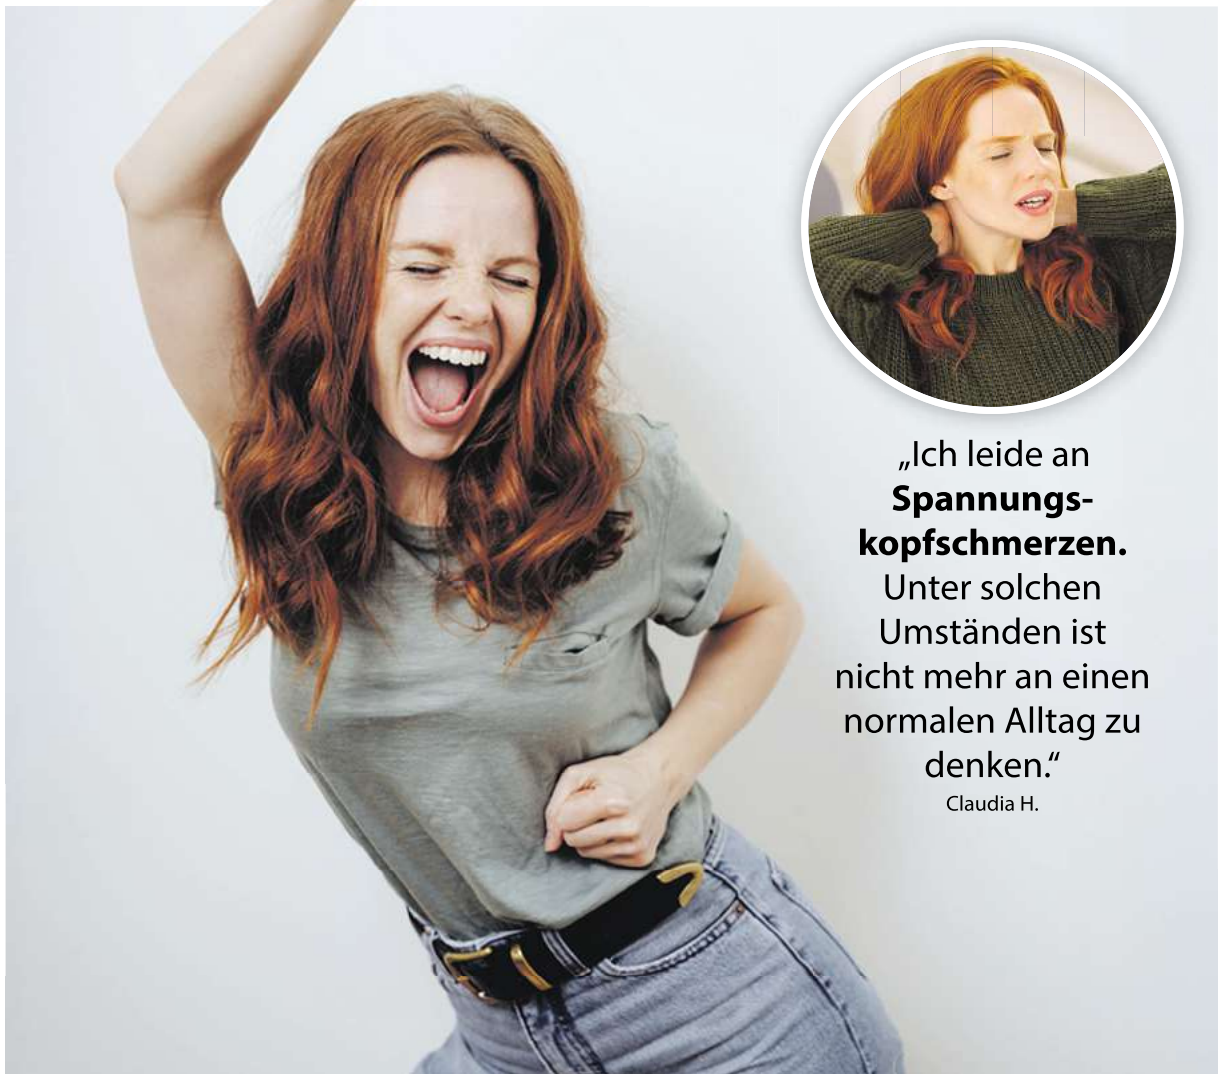 „Ich leide an
Spannungs-
kopfschmerzen.
Unter solchen
Umständen ist
nicht mehr an einen
normalen Alltag zu
denken.“
Claudia H.